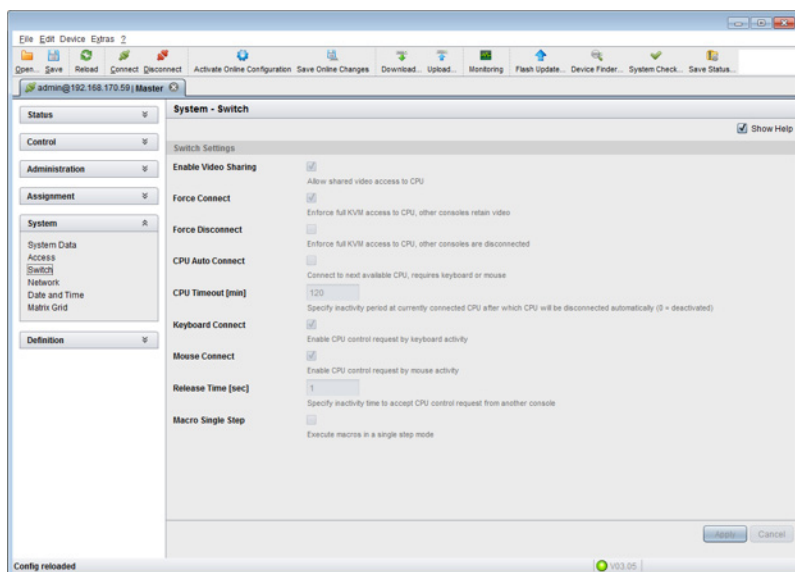 File Edit Device Extras ?
Open... Save Reload Connect Disconnect Activate Online Configuration Save Online Changes Download... Upload... Monitoring Flash Update... Device Finder... System Check... Save Status...
admin@192.168.170.59 | Master
Status
Control
Administration
Assignment
System
System Data
Access
Switch
Network
Date and Time
Matrix Grid
Definition
System - Switch
Show Help
Switch Settings
Enable Video Sharing
Allow shared video access to CPU
Force Connect
Enforce full KVM access to CPU, other consoles retain video
Force Disconnect
Enforce full KVM access to CPU, other consoles are disconnected
CPU Auto Connect
Connect to next available CPU, requires keyboard or mouse
CPU Timeout [min] 120
Specify inactivity period at currently connected CPU after which CPU will be disconnected automatically (0 = deactivated)
Keyboard Connect
Enable CPU control request by keyboard activity
Mouse Connect
Enable CPU control request by mouse activity
Release Time [sec] 1
Specify inactivity time to accept CPU control request from another console
Macro Single Step
Execute macros in a single step mode
Apply Cancel
Config reloaded V03.05